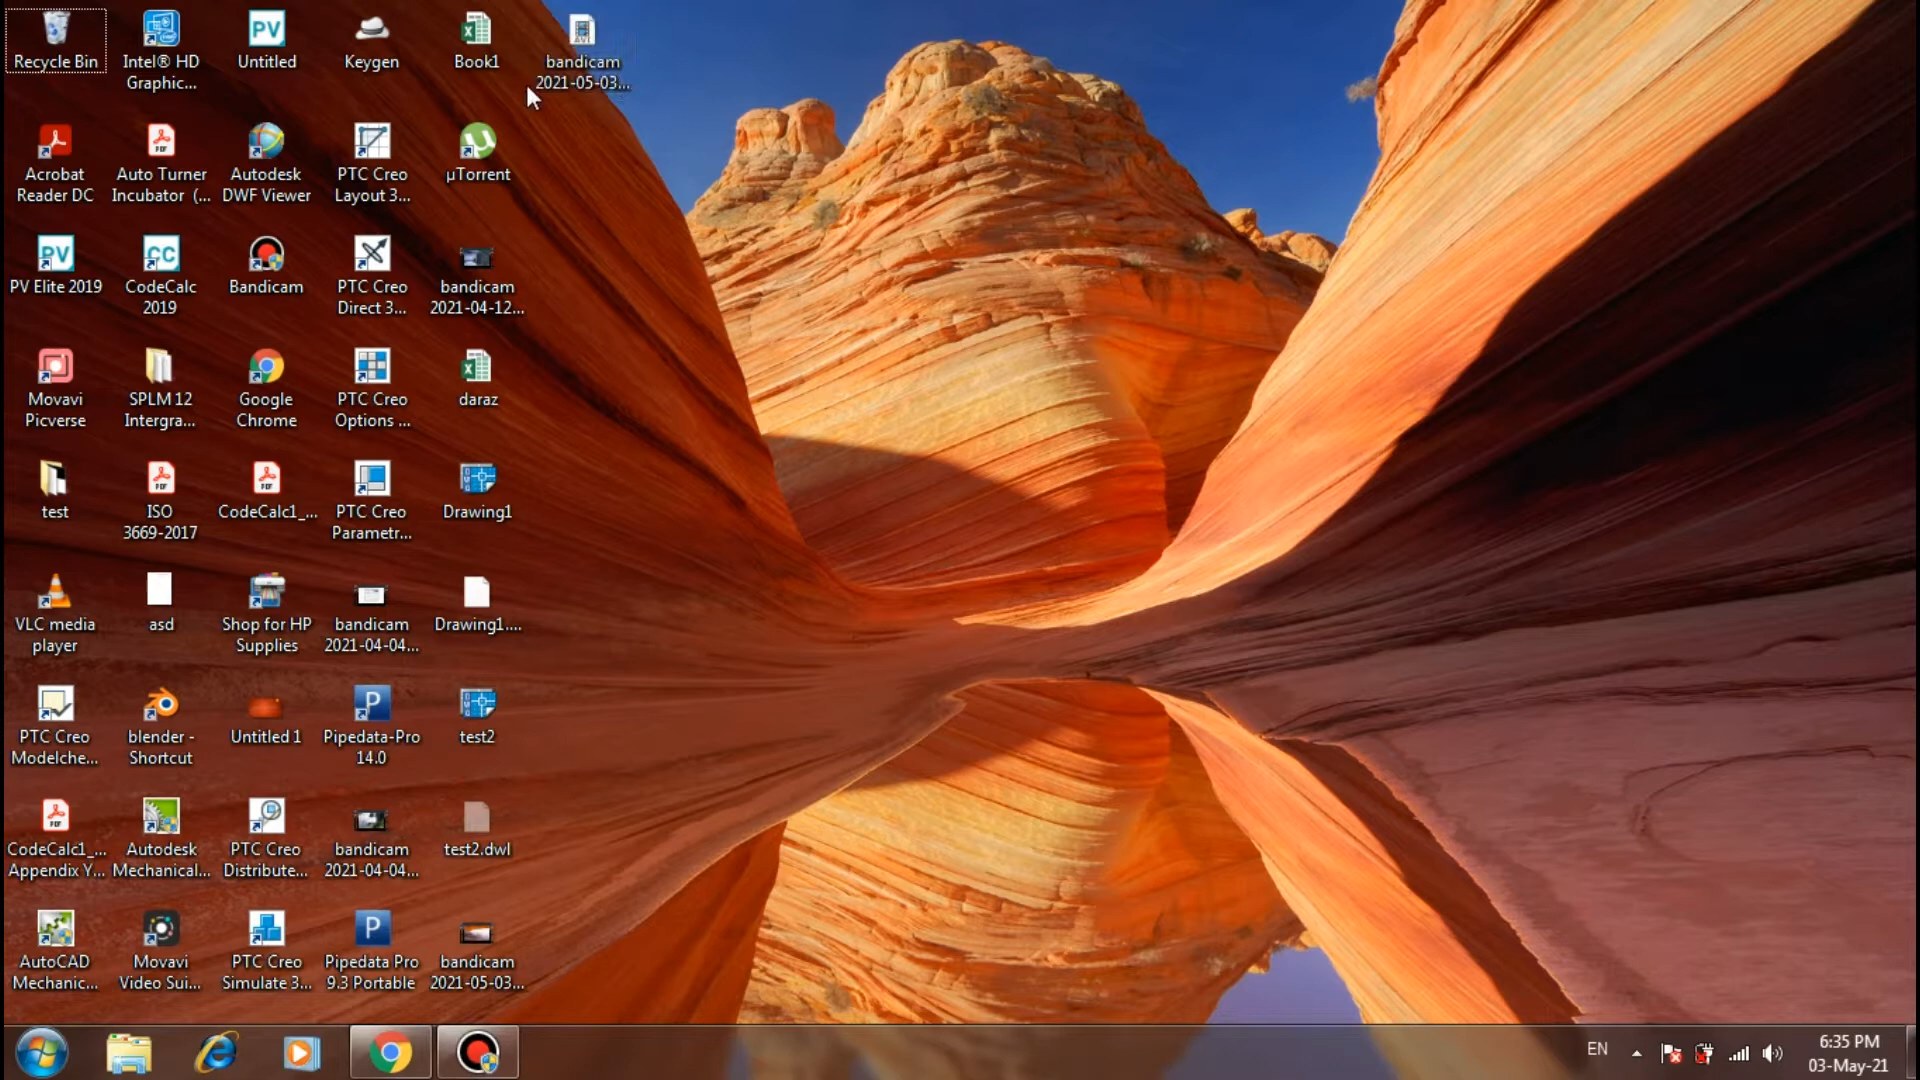 Recycle Bin
Intel® HD
Graphic...
Untitled
Keygen
Book1
bandicam
2021-05-03...
Acrobat
Reader DC
Auto Turner
Incubator (...
Autodesk
DWF Viewer
PTC Creo
Layout 3...
µTorrent
PV Elite 2019
CodeCalc
2019
Bandicam
PTC Creo
Direct 3...
bandicam
2021-04-12...
Movavi
Picverse
SPLM 12
Intergra...
Google
Chrome
PTC Creo
Options ...
daraz
test
ISO
3669-2017
CodeCalc1_...
PTC Creo
Parametr...
Drawing1
VLC media
player
asd
Shop for HP
Supplies
bandicam
2021-04-04...
Drawing1....
PTC Creo
Modelche...
blender -
Shortcut
Untitled 1
Pipedata-Pro
14.0
test2
CodeCalc1_...
Appendix Y...
Autodesk
Mechanical...
PTC Creo
Distribute...
bandicam
2021-04-04...
test2.dwl
AutoCAD
Mechanic...
Movavi
Video Sui...
PTC Creo
Simulate 3...
Pipedata Pro
9.3 Portable
bandicam
2021-05-03...
EN
6:35 PM
03-May-21